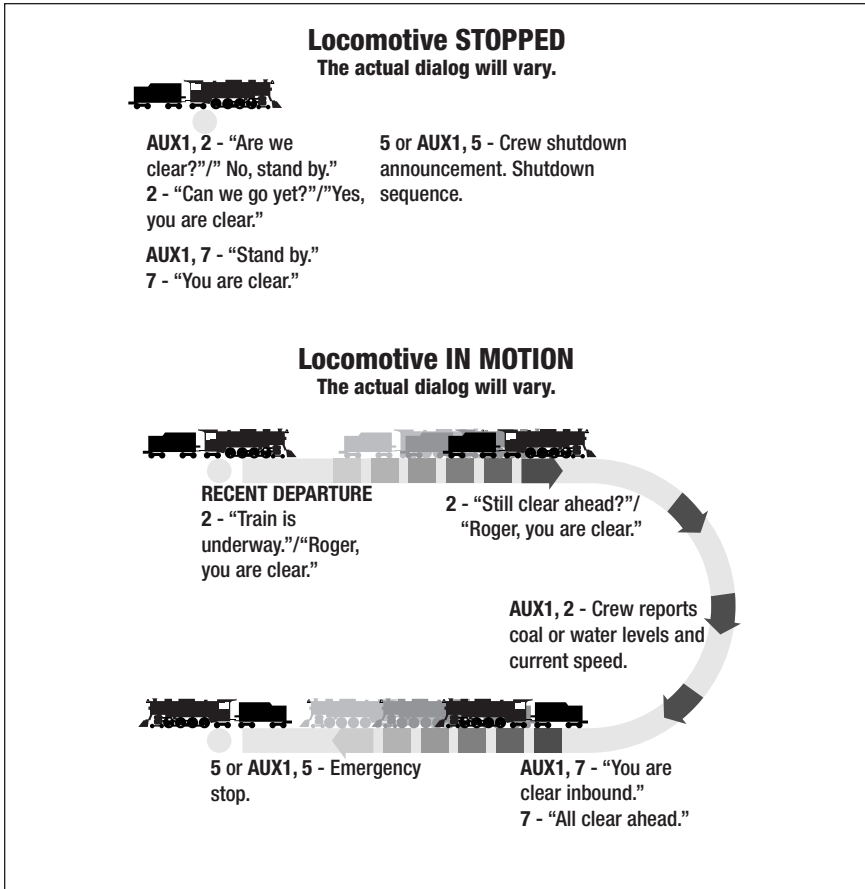 Locomotive STOPPED
The actual dialog will vary.
AUX1, 2 - “Are we
clear?”/” No, stand by.”
2 - “Can we go yet?”/”Yes,
you are clear.”
AUX1, 7 - “Stand by.”
7 - “You are clear.”
5 or AUX1, 5 - Crew shutdown
announcement. Shutdown
sequence.
Locomotive IN MOTION
The actual dialog will vary.
RECENT DEPARTURE
2 - “Train is
underway.”/“Roger,
you are clear.”
2 - “Still clear ahead?”/
“Roger, you are clear.”
AUX1, 2 - Crew reports
coal or water levels and
current speed.
AUX1, 7 - “You are
clear inbound.”
7 - “All clear ahead.”
5 or AUX1, 5 - Emergency
stop.